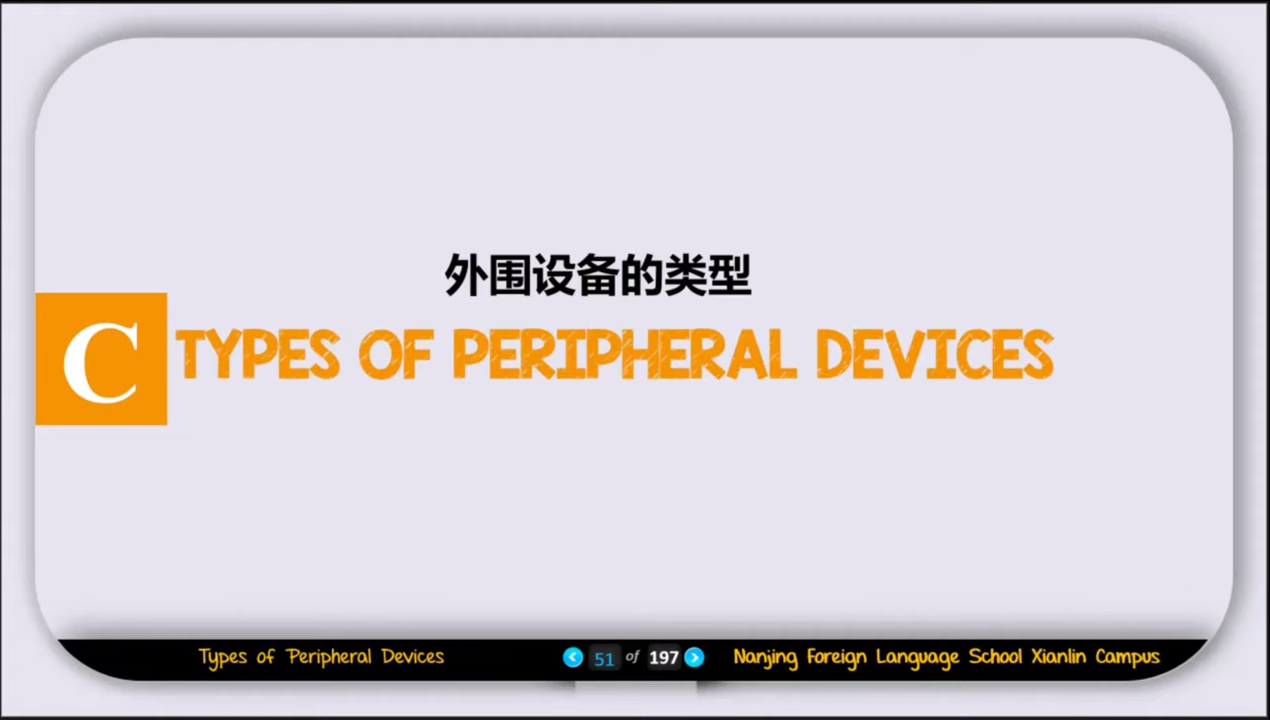 外围设备的类型
C TYPES OF PERIPHERAL DEVICES
Types of Peripheral Devices 51 of 197 Nanjing Foreign Language School Xianlin Campus